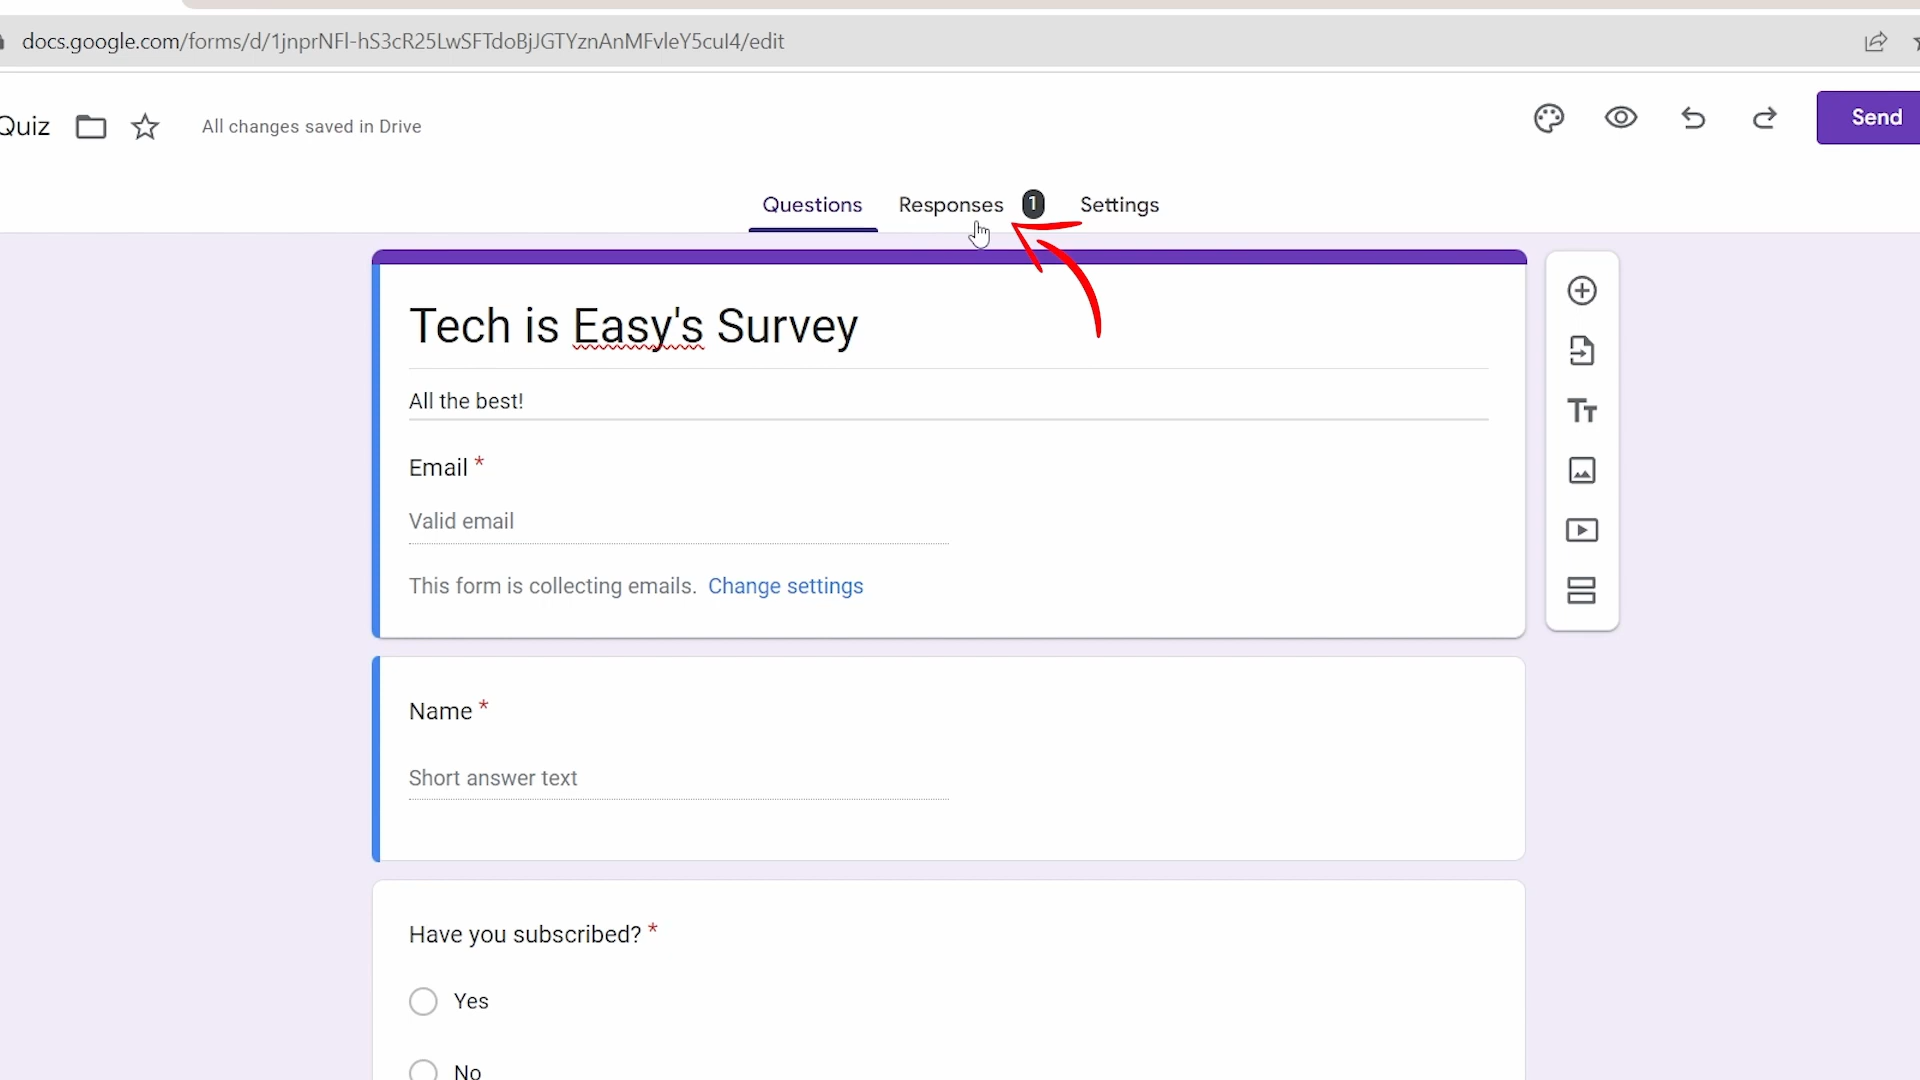 docs.google.com/forms/d/1jnprNFl-hS3cR25LwSFTdoBjJGTYznAnMFvleY5cul4/edit
Quiz All changes saved in Drive Send
Questions Responses 1 Settings
Tech is Easy's Survey
All the best!
Email *
Valid email
This form is collecting emails. Change settings
Name *
Short answer text
Have you subscribed? *
Yes
No